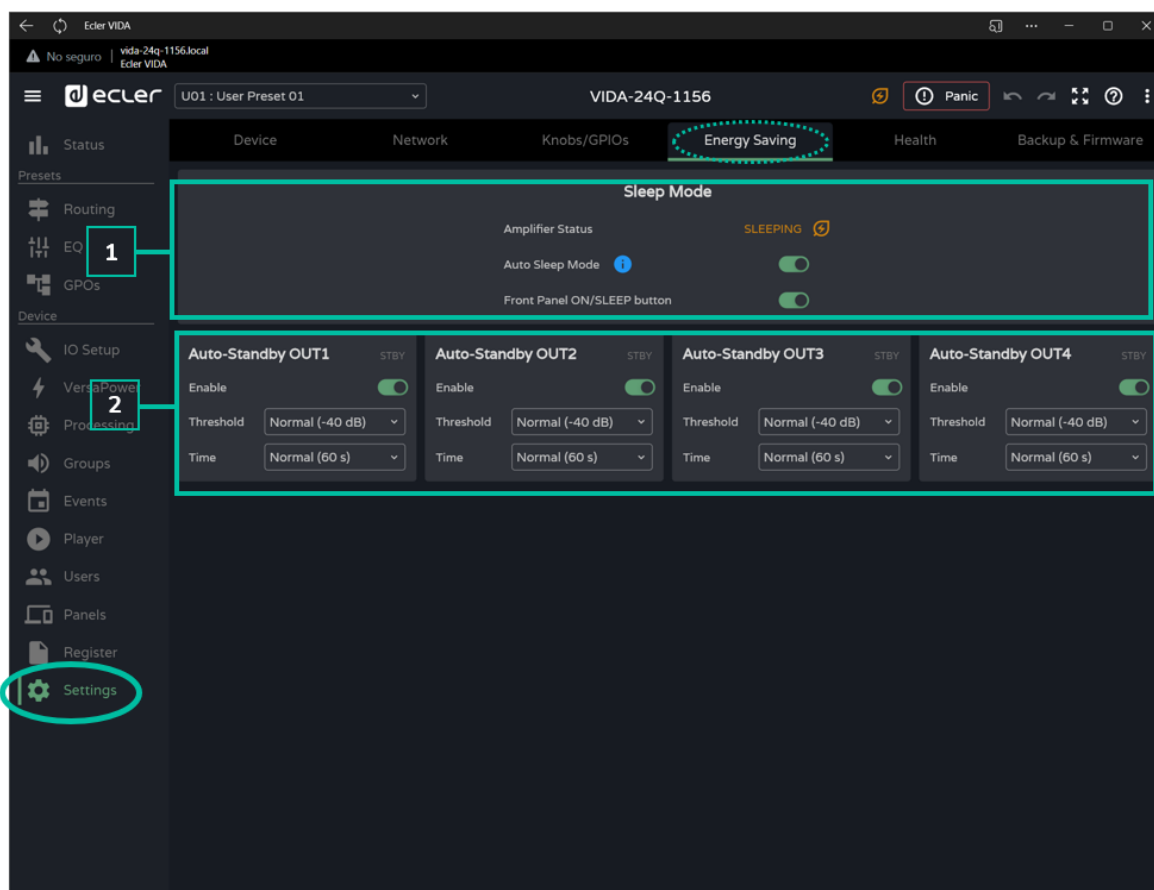 Ecler VIDA
No seguro | vida-24q-1156.local
Ecler VIDA
ecler U01 : User Preset 01 VIDA-24Q-1156 Panic
Status
Presets
Routing
EQ
GPOs
Device
IO Setup
VersaPower
Processing
Groups
Events
Player
Users
Panels
Register
Settings
Device Network Knobs/GPIOs Energy Saving Health Backup & Firmware
1
Sleep Mode
Amplifier Status SLEEPING
Auto Sleep Mode i
Front Panel ON/SLEEP button
2
Auto-Standby OUT1 STBY
Enable
Threshold Normal (-40 dB)
Time Normal (60 s)
Auto-Standby OUT2 STBY
Enable
Threshold Normal (-40 dB)
Time Normal (60 s)
Auto-Standby OUT3 STBY
Enable
Threshold Normal (-40 dB)
Time Normal (60 s)
Auto-Standby OUT4 STBY
Enable
Threshold Normal (-40 dB)
Time Normal (60 s)